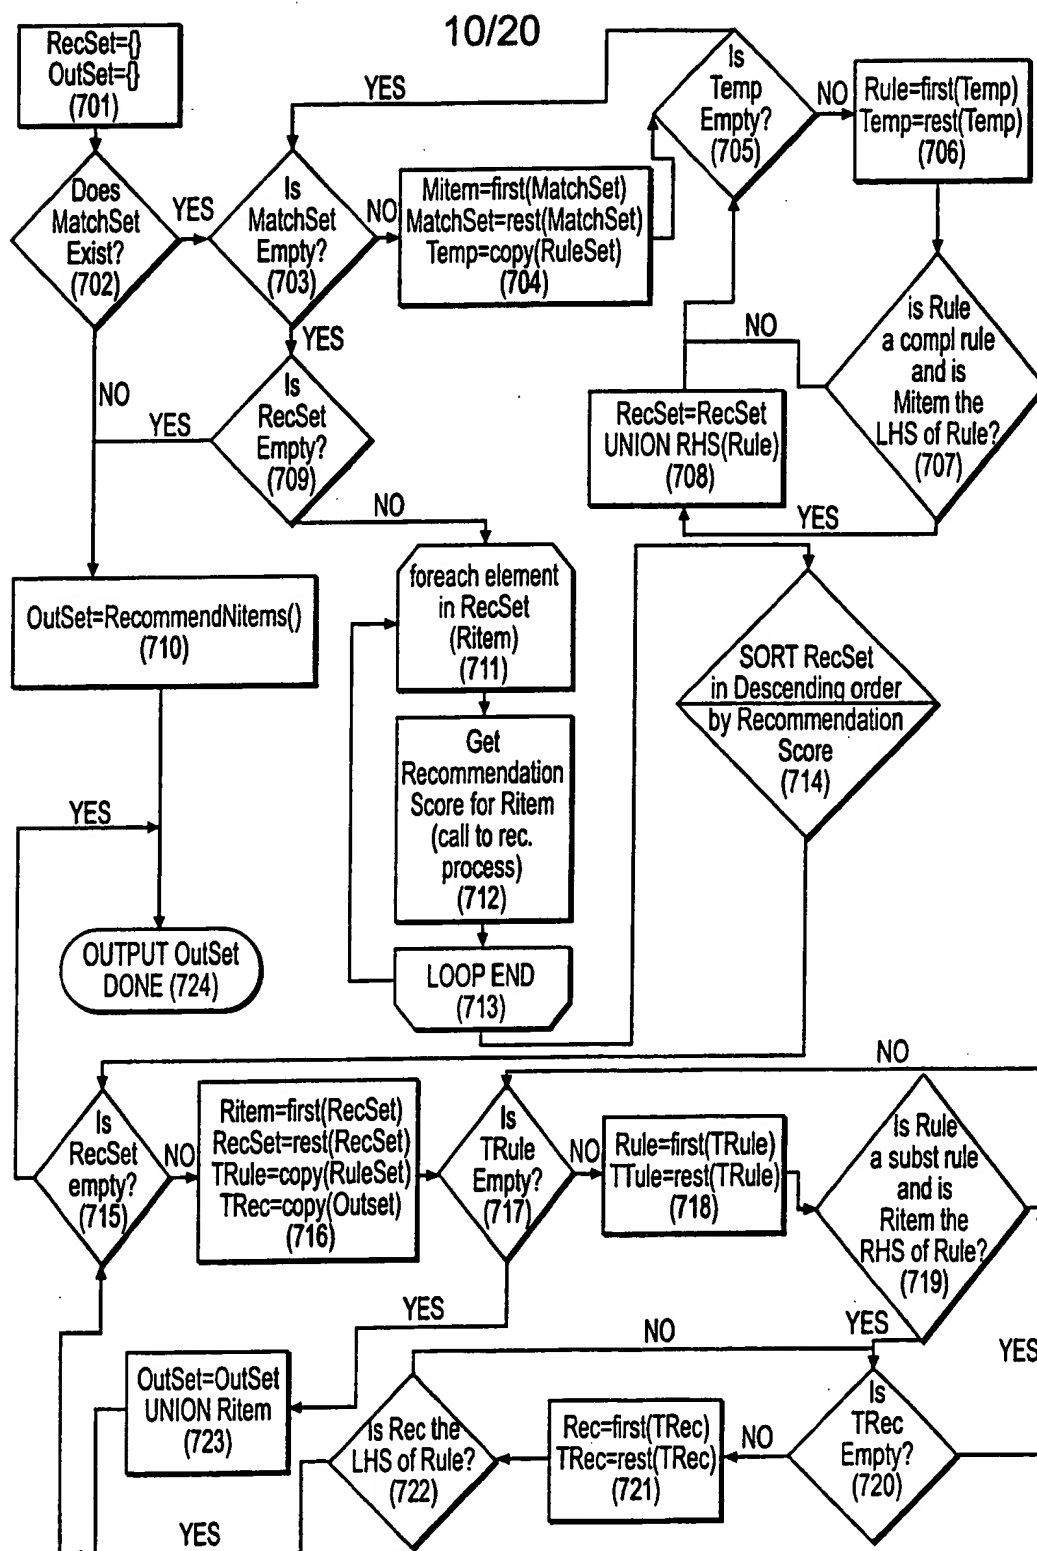 10/20
RecSet={}
OutSet={}
(701)
Does
MatchSet
Exist?
(702)
YES
NO
Is
MatchSet
Empty?
(703)
YES
NO
YES
Mitem=first(MatchSet)
MatchSet=rest(MatchSet)
Temp=copy(RuleSet)
(704)
Is
Temp
Empty?
(705)
NO
Rule=first(Temp)
Temp=rest(Temp)
(706)
is Rule
a compl rule
and is
Mitem the
LHS of Rule?
(707)
NO
YES
RecSet=RecSet
UNION RHS(Rule)
(708)
Is
RecSet
Empty?
(709)
YES
NO
OutSet=RecommendNitems()
(710)
foreach element
in RecSet
(Ritem)
(711)
Get
Recommendation
Score for Ritem
(call to rec.
process)
(712)
LOOP END
(713)
SORT RecSet
in Descending order
by Recommendation
Score
(714)
YES
OUTPUT OutSet
DONE (724)
Is
RecSet
empty?
(715)
NO
Ritem=first(RecSet)
RecSet=rest(RecSet)
TRule=copy(RuleSet)
TRec=copy(Outset)
(716)
Is
TRule
Empty?
(717)
NO
YES
Rule=first(TRule)
TTule=rest(TRule)
(718)
Is Rule
a subst rule
and is
Ritem the
RHS of Rule?
(719)
NO
YES
Is
TRec
Empty?
(720)
YES
NO
Rec=first(TRec)
TRec=rest(TRec)
(721)
Is Rec the
LHS of Rule?
(722)
NO
YES
OutSet=OutSet
UNION Ritem
(723)